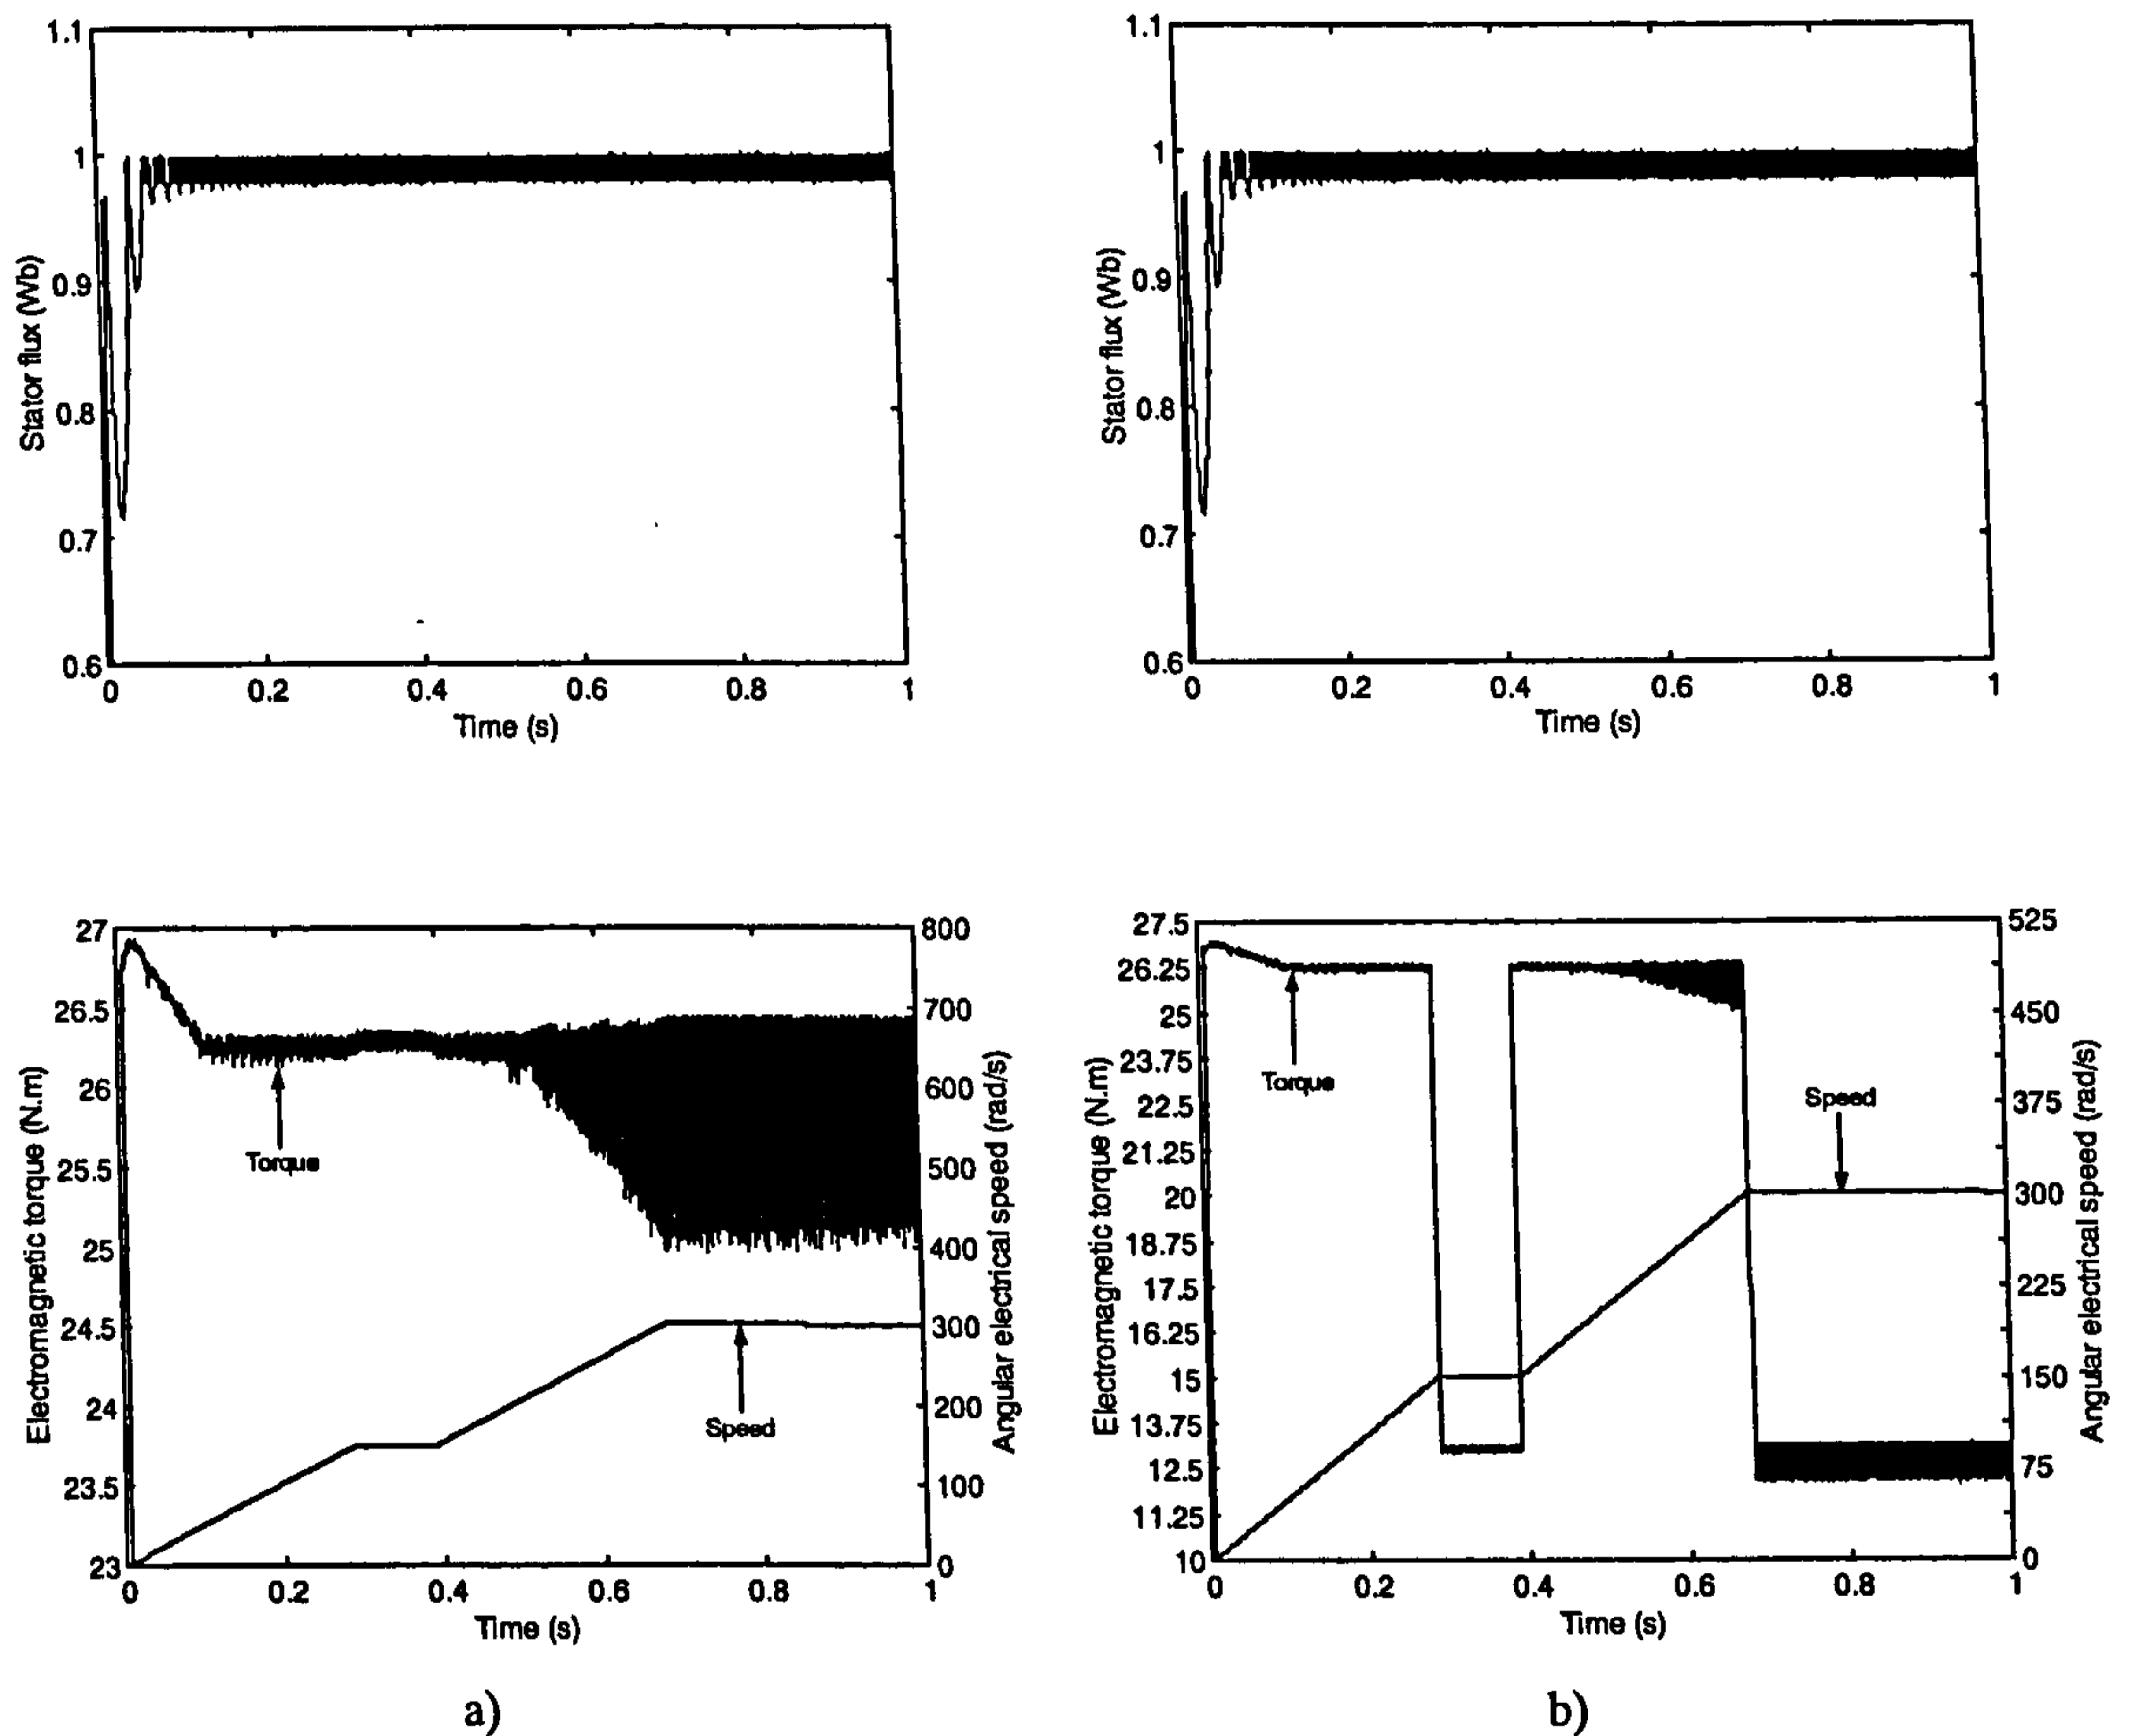 1.1
1
0.9
0.8
0.7
0.6
Stator flux (Wb)
0 0.2 0.4 0.6 0.8 1
Time (s)
1.1
1
0.9
0.8
0.7
0.6
Stator flux (Wb)
0 0.2 0.4 0.6 0.8 1
Time (s)
27
26.5
26
25.5
25
24.5
24
23.5
23
Electromagnetic torque (N.m)
Torque
Speed
800
700
600
500
400
300
200
100
0
Angular electrical speed (rad/s)
0 0.2 0.4 0.6 0.8 1
Time (s)
a)
27.5
26.25
25
23.75
22.5
21.25
20
18.75
17.5
16.25
15
13.75
12.5
11.25
10
Electromagnetic torque (N.m)
Torque
Speed
525
450
375
300
225
150
75
0
Angular electrical speed (rad/s)
0 0.2 0.4 0.6 0.8 1
Time (s)
b)